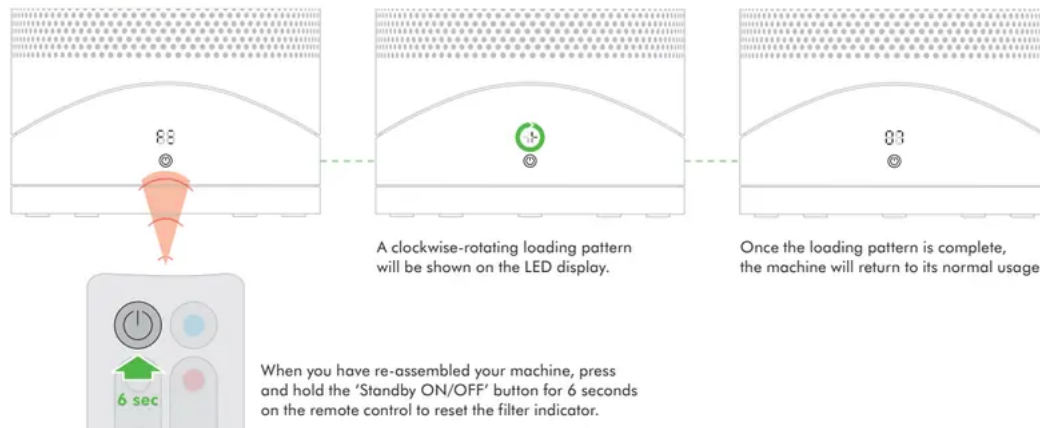 A clockwise-rotating loading pattern
will be shown on the LED display.
Once the loading pattern is complete,
the machine will return to its normal usage
07
6 sec
When you have re-assembled your machine, press
and hold the ‘Standby ON/OFF’ button for 6 seconds
on the remote control to reset the filter indicator.